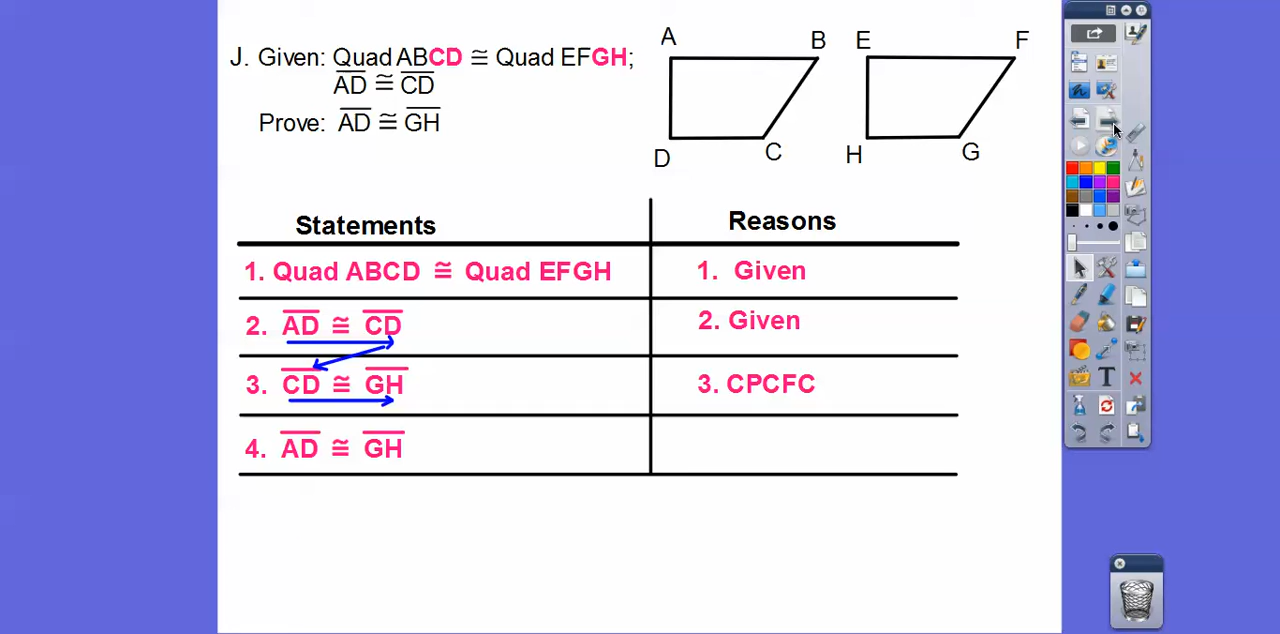 J. Given: Quad ABCD ≅ Quad EFGH;
AD ≅ CD
Prove: AD ≅ GH
A
B
E
F
D
C
H
G
Statements
Reasons
1. Quad ABCD ≅ Quad EFGH
1. Given
2. AD ≅ CD
2. Given
3. CD ≅ GH
3. CPCFC
4. AD ≅ GH
T